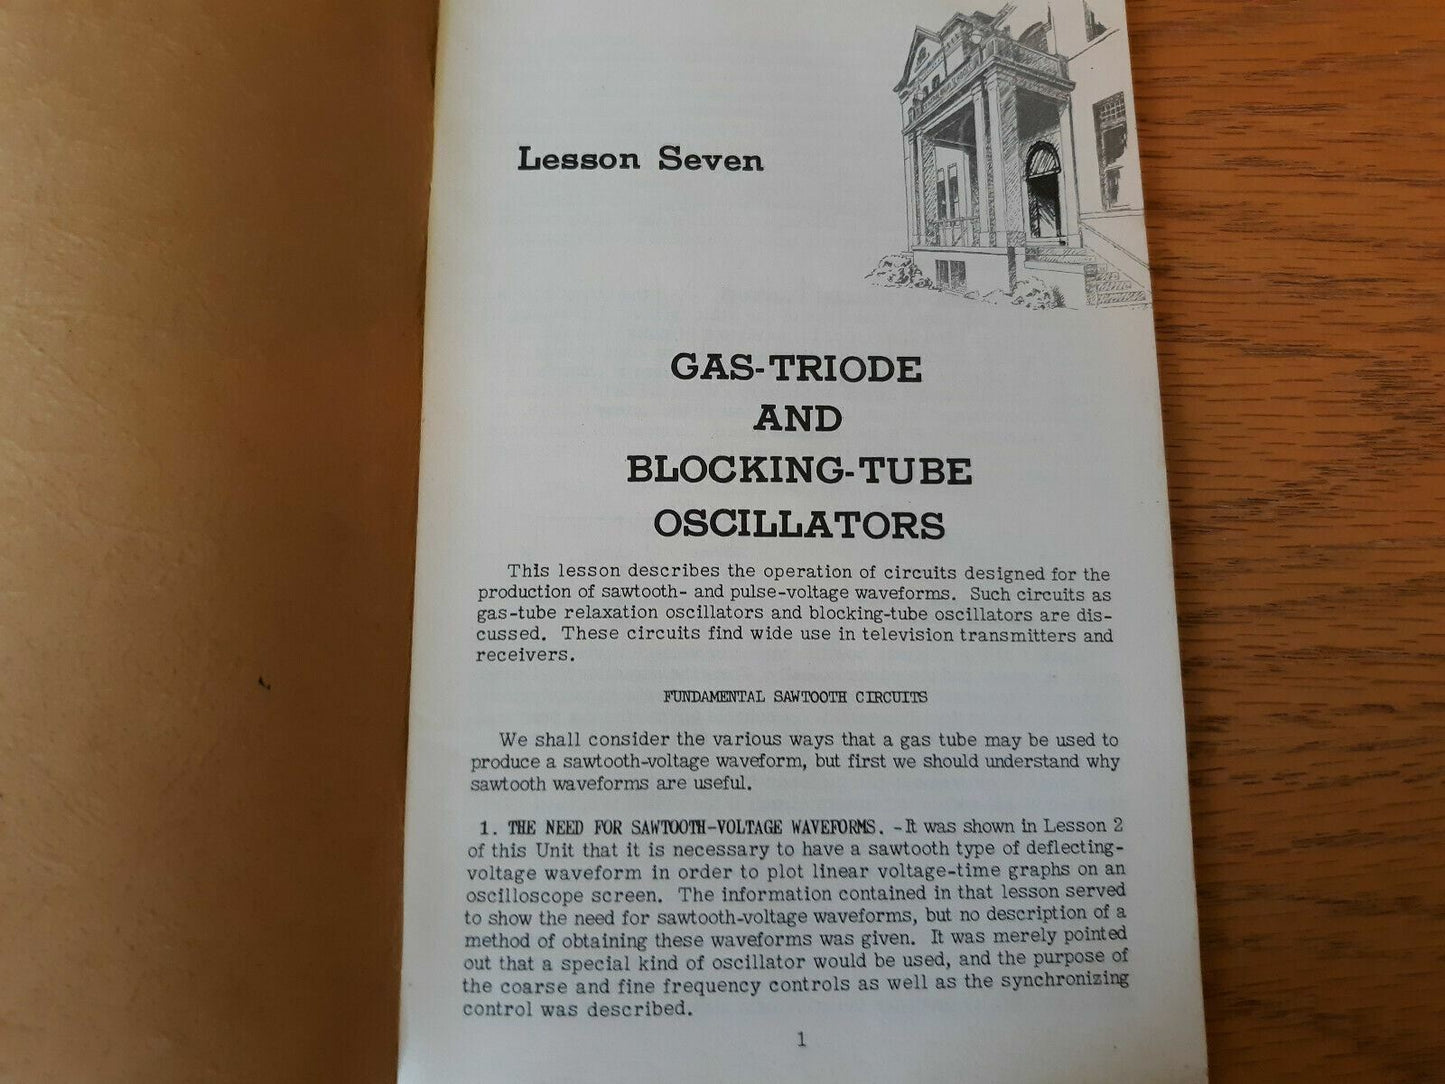 Lesson Seven
GAS-TRIODE
AND
BLOCKING-TUBE
OSCILLATORS
This lesson describes the operation of circuits designed for the
production of sawtooth- and pulse-voltage waveforms. Such circuits as
gas-tube relaxation oscillators and blocking-tube oscillators are dis-
cussed. These circuits find wide use in television transmitters and
receivers.
FUNDAMENTAL SAWTOOTH CIRCUITS
We shall consider the various ways that a gas tube may be used to
produce a sawtooth-voltage waveform, but first we should understand why
sawtooth waveforms are useful.
1. THE NEED FOR SAWTOOTH-VOLTAGE WAVEFORMS. -It was shown in Lesson 2
of this Unit that it is necessary to have a sawtooth type of deflecting-
voltage waveform in order to plot linear voltage-time graphs on an
oscilloscope screen. The information contained in that lesson served
to show the need for sawtooth-voltage waveforms, but no description of a
method of obtaining these waveforms was given. It was merely pointed
out that a special kind of oscillator would be used, and the purpose of
the coarse and fine frequency controls as well as the synchronizing
control was described.
1